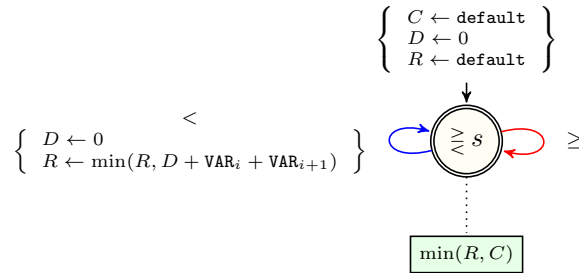 C ← default
D ← 0
R ← default
<
D ← 0
R ← min(R, D + VAR_i + VAR_{i+1})
≥
< s
≥
min(R, C)